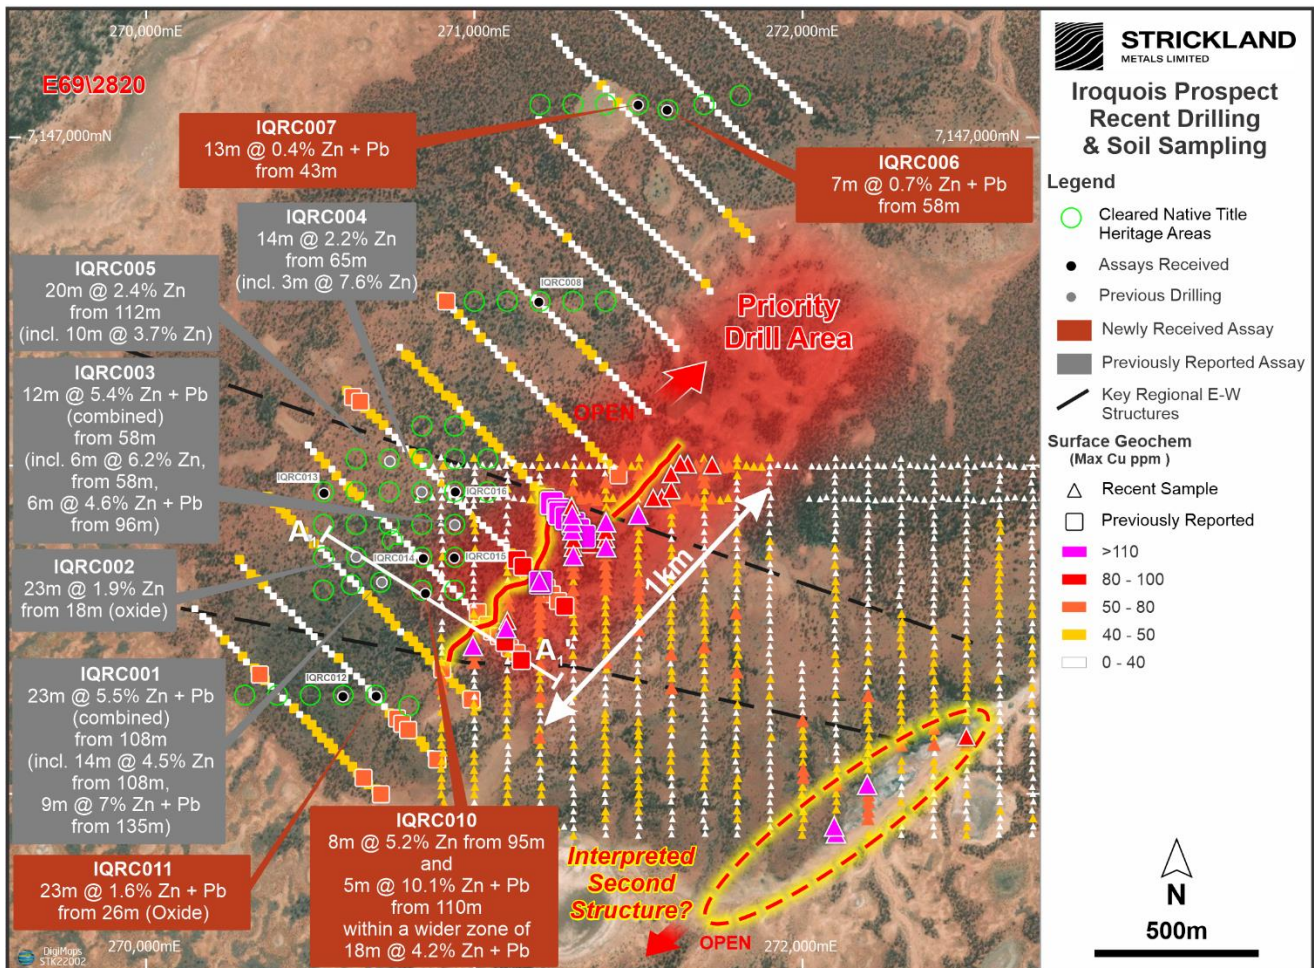 270,000mE
271,000mE
272,000mE
E69\2820
7,147,000mN
7,147,000mN
IQRC007
13m @ 0.4% Zn + Pb
from 43m
IQRC006
7m @ 0.7% Zn + Pb
from 58m
IQRC004
14m @ 2.2% Zn
from 65m
(incl. 3m @ 7.6% Zn)
IQRC005
20m @ 2.4% Zn
from 112m
(incl. 10m @ 3.7% Zn)
IQRC008
Priority
Drill Area
OPEN
IQRC003
12m @ 5.4% Zn + Pb
(combined)
from 58m
(incl. 6m @ 6.2% Zn,
from 58m,
6m @ 4.6% Zn + Pb
from 96m)
IQRC013
IQRC016
A1
IQRC014
IQRC015
1km
IQRC002
23m @ 1.9% Zn
from 18m (oxide)
A1'
IQRC001
23m @ 5.5% Zn + Pb
(combined)
from 108m
(incl. 14m @ 4.5% Zn
from 108m,
9m @ 7% Zn + Pb
from 135m)
IQRC012
IQRC011
23m @ 1.6% Zn + Pb
from 26m (Oxide)
IQRC010
8m @ 5.2% Zn from 95m
and
5m @ 10.1% Zn + Pb
from 110m
within a wider zone of
18m @ 4.2% Zn + Pb
Interpreted
Second
Structure?
OPEN
270,000mE
272,000mE
DigiMaps
STK22002
STRICKLAND
METALS LIMITED
Iroquois Prospect
Recent Drilling
& Soil Sampling
Legend
Cleared Native Title
Heritage Areas
Assays Received
Previous Drilling
Newly Received Assay
Previously Reported Assay
Key Regional E-W
Structures
Surface Geochem
(Max Cu ppm )
Recent Sample
Previously Reported
>110
80 - 100
50 - 80
40 - 50
0 - 40
N
500m